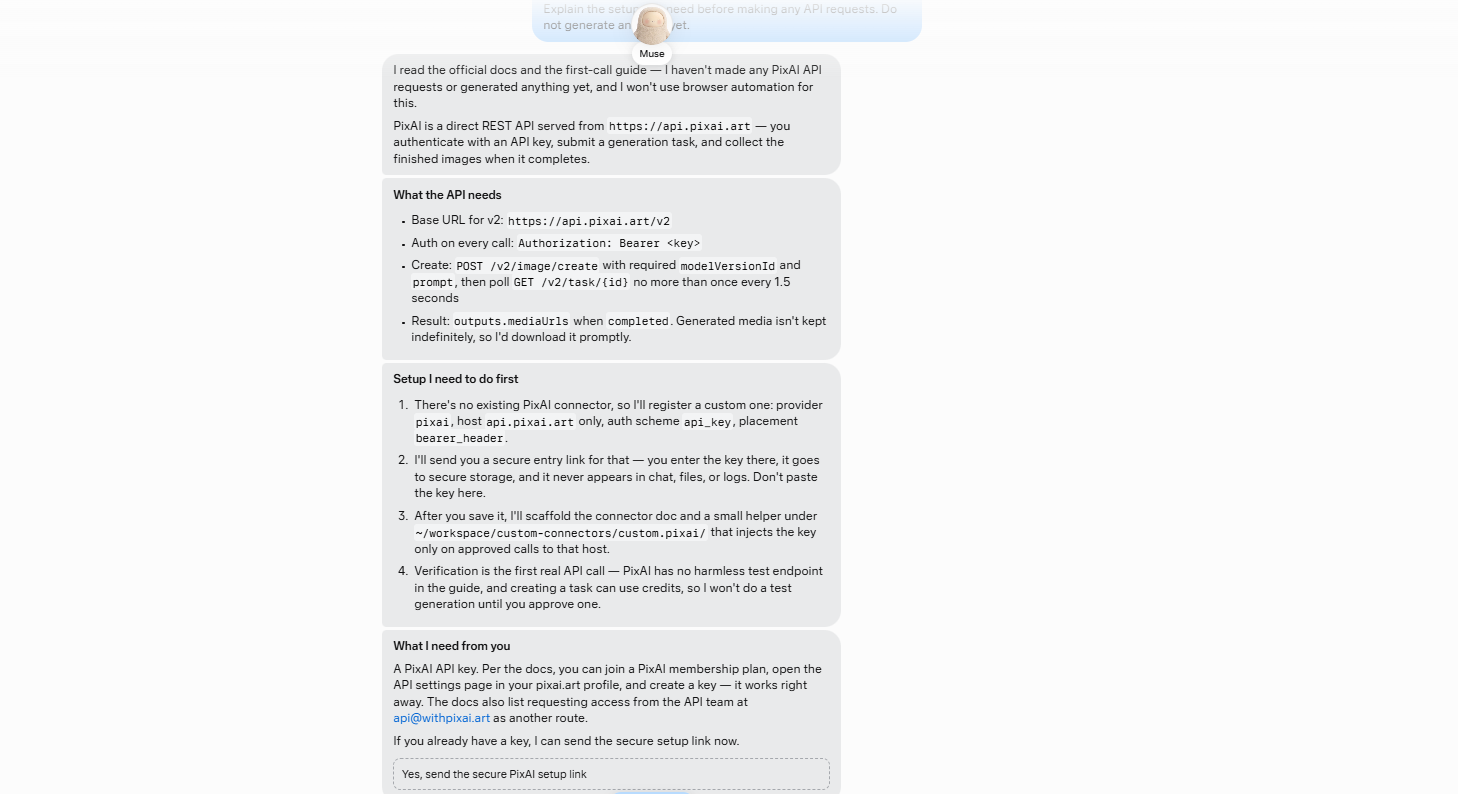 Explain the setup need before making any API requests. Do
not generate an yet.
Muse
I read the official docs and the first-call guide — I haven't made any PixAI API
requests or generated anything yet, and I won't use browser automation for
this.
PixAI is a direct REST API served from https://api.pixai.art — you
authenticate with an API key, submit a generation task, and collect the
finished images when it completes.
What the API needs
• Base URL for v2: https://api.pixai.art/v2
• Auth on every call: Authorization: Bearer <key>
• Create: POST /v2/image/create with required modelVersionId and
prompt, then poll GET /v2/task/{id} no more than once every 1.5
seconds
• Result: outputs.mediaUrls when completed. Generated media isn't kept
indefinitely, so I'd download it promptly.
Setup I need to do first
1. There's no existing PixAI connector, so I'll register a custom one: provider
pixai, host api.pixai.art only, auth scheme api_key, placement
bearer_header.
2. I'll send you a secure entry link for that — you enter the key there, it goes
to secure storage, and it never appears in chat, files, or logs. Don't paste
the key here.
3. After you save it, I'll scaffold the connector doc and a small helper under
~/workspace/custom-connectors/custom.pixai/ that injects the key
only on approved calls to that host.
4. Verification is the first real API call — PixAI has no harmless test endpoint
in the guide, and creating a task can use credits, so I won't do a test
generation until you approve one.
What I need from you
A PixAI API key. Per the docs, you can join a PixAI membership plan, open the
API settings page in your pixai.art profile, and create a key — it works right
away. The docs also list requesting access from the API team at
api@withpixai.art as another route.
If you already have a key, I can send the secure setup link now.
Yes, send the secure PixAI setup link